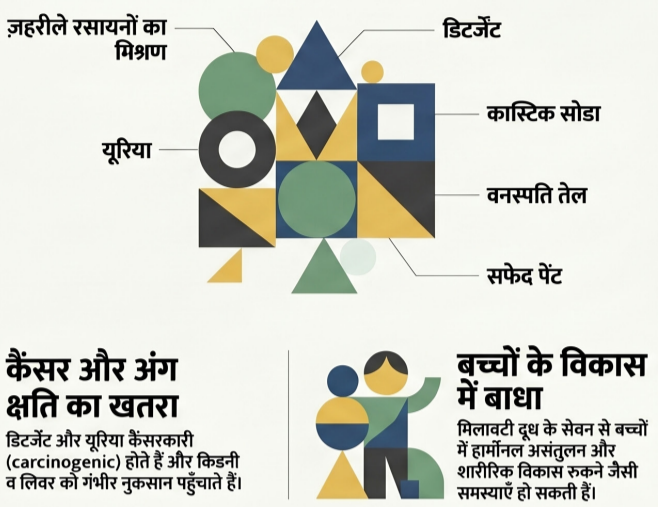 ज़हरीले रसायनों का
मिश्रण
डिटर्जेंट
कास्टिक सोडा
यूरिया
वनस्पति तेल
सफेद पेंट
कैंसर और अंग
क्षति का खतरा
डिटर्जेंट और यूरिया कैंसरकारी
(carcinogenic) होते हैं और किडनी
व लिवर को गंभीर नुकसान पहुँचाते हैं।
बच्चों के विकास
में बाधा
मिलावटी दूध के सेवन से बच्चों
में हार्मोनल असंतुलन और
शारीरिक विकास रुकने जैसी
समस्याएँ हो सकती हैं।